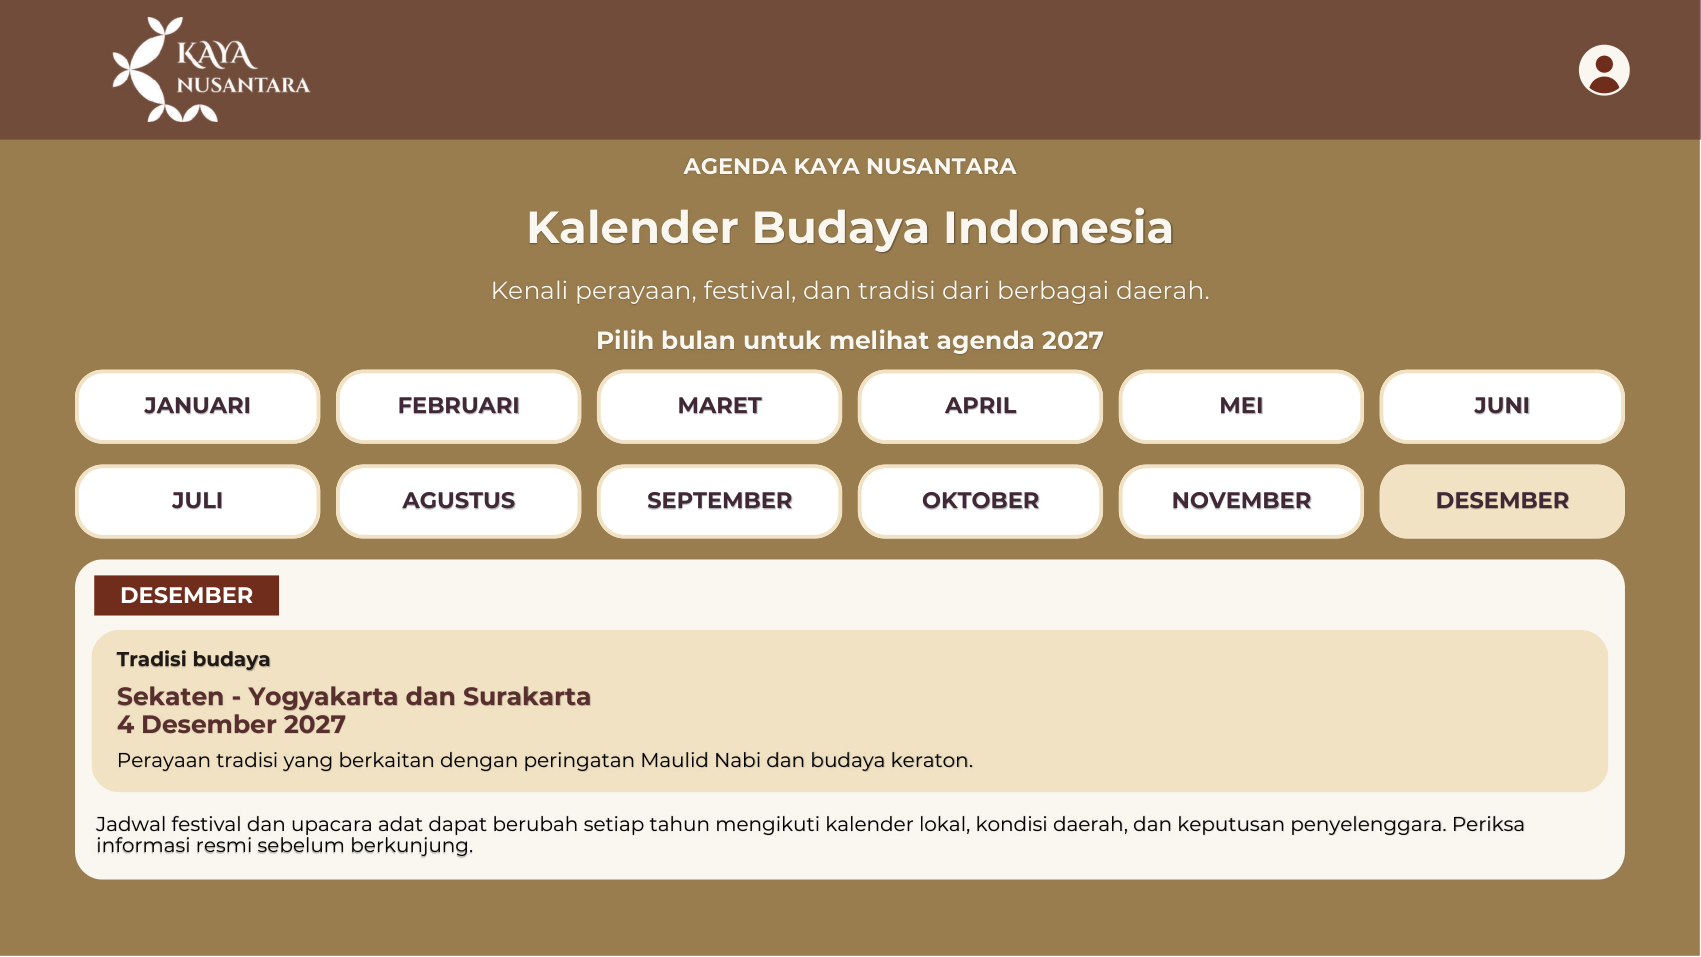 KAYA
NUSANTARA
AGENDA KAYA NUSANTARA
Kalender Budaya Indonesia
Kenali perayaan, festival, dan tradisi dari berbagai daerah.
Pilih bulan untuk melihat agenda 2027
JANUARI
FEBRUARI
MARET
APRIL
MEI
JUNI
JULI
AGUSTUS
SEPTEMBER
OKTOBER
NOVEMBER
DESEMBER
DESEMBER
Tradisi budaya
Sekaten - Yogyakarta dan Surakarta
4 Desember 2027
Perayaan tradisi yang berkaitan dengan peringatan Maulid Nabi dan budaya keraton.
Jadwal festival dan upacara adat dapat berubah setiap tahun mengikuti kalender lokal, kondisi daerah, dan keputusan penyelenggara. Periksa
informasi resmi sebelum berkunjung.